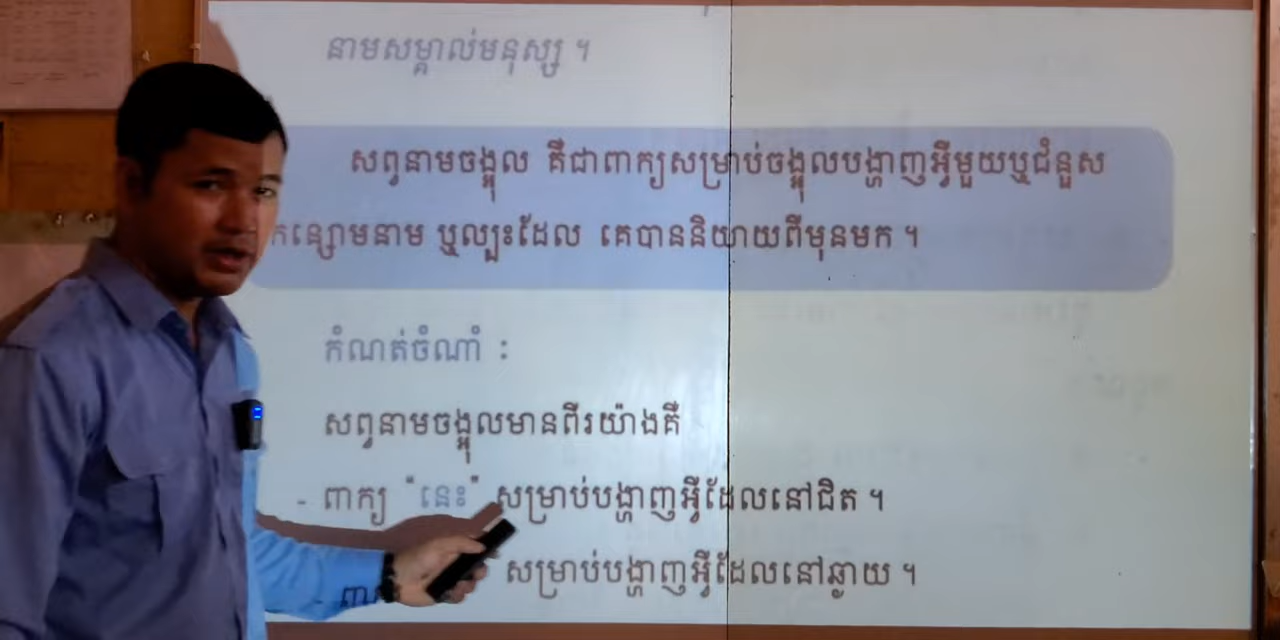 នាមសម្គាល់មនុស្ស ។
សព្វនាមចង្អុល គឺជាពាក្យសម្រាប់ចង្អុលបង្ហាញអ្វីមួយឬជំនួស
កន្សោមនាម ឬល្បះដែល គេបាននិយាយពីមុនមក ។
កំណត់ចំណាំ ៖
សព្វនាមចង្អុលមានពីរយ៉ាងគឺ
- ពាក្យ "នេះ" សម្រាប់បង្ហាញអ្វីដែលនៅជិត ។
សម្រាប់បង្ហាញអ្វីដែលនៅឆ្ងាយ ។